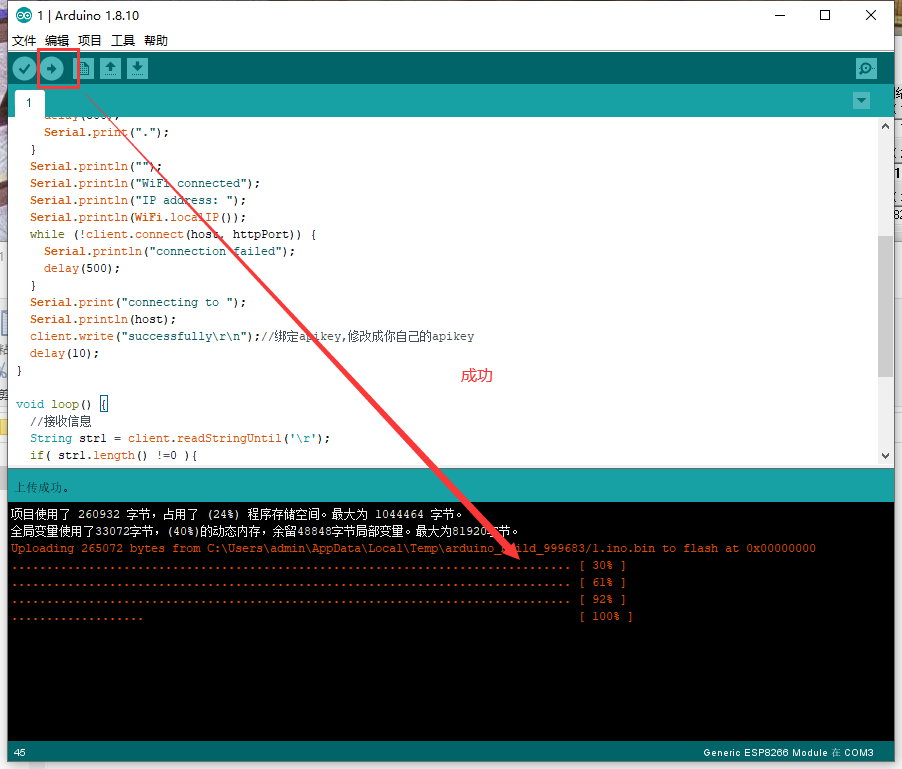 1 | Arduino 1.8.10
文件 编辑 项目 工具 帮助
1
Serial.print(".");
}
Serial.println("");
Serial.println("WiFi connected");
Serial.println("IP address: ");
Serial.println(WiFi.localIP());
while (!client.connect(host, httpPort)) {
Serial.println("connection failed");
delay(500);
}
Serial.print("connecting to ");
Serial.println(host);
client.write("successfully\r\n");//绑定apikey,修改成你自己的apikey
delay(10);
}
成功
void loop() {
//接收信息
String str1 = client.readStringUntil('\r');
if( str1.length() !=0 ){
上传成功。
项目使用了 260932 字节，占用了 (24%) 程序存储空间。最大为 1044464 字节。
全局变量使用了33072字节，(40%)的动态内存，余留48848字节局部变量。最大为81920字节。
Uploading 265072 bytes from C:\Users\admin\AppData\Local\Temp\arduino_build_999683/1.ino.bin to flash at 0x00000000
................................................................................ [ 30% ]
................................................................................ [ 61% ]
................................................................................ [ 92% ]
................... [ 100% ]
45
Generic ESP8266 Module 在 COM3